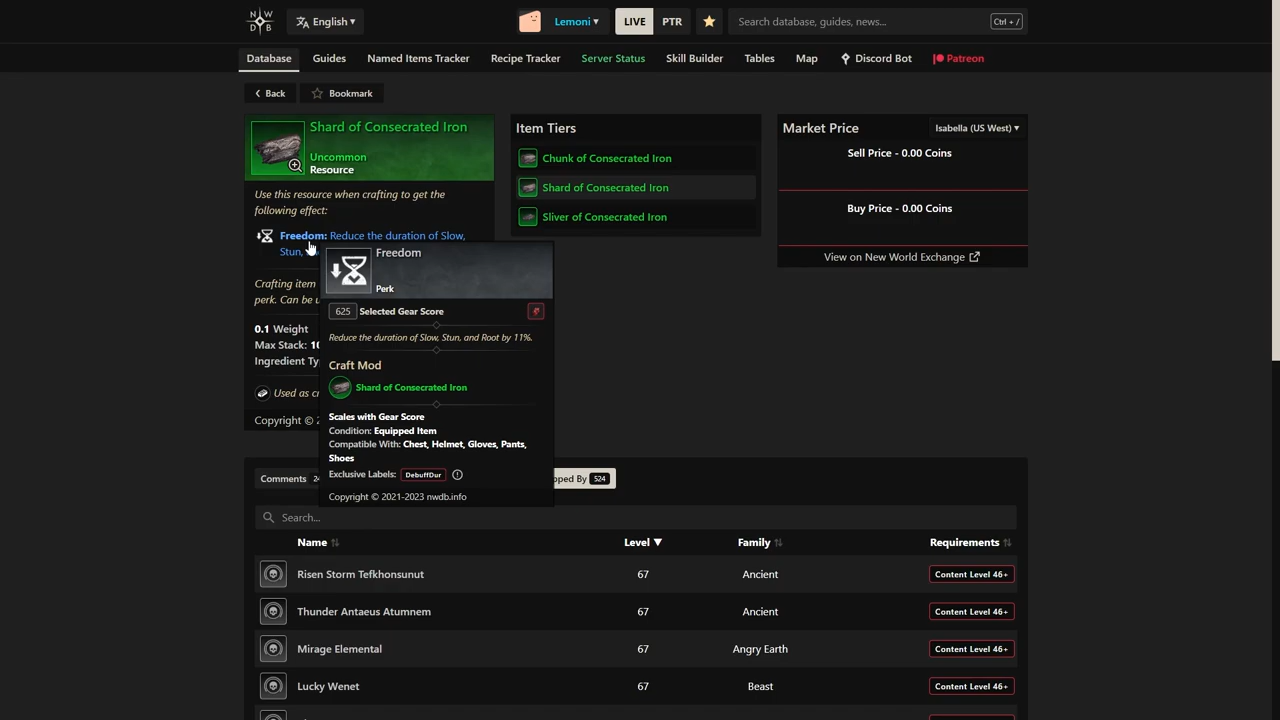 NW
DB
English
Lemoni
LIVE
PTR
Search database, guides, news...
Ctrl + /
Database
Guides
Named Items Tracker
Recipe Tracker
Server Status
Skill Builder
Tables
Map
Discord Bot
Patreon
Back
Bookmark
Shard of Consecrated Iron
Uncommon
Resource
Use this resource when crafting to get the
following effect:
Freedom: Reduce the duration of Slow,
Stun,
Crafting item
perk. Can be u
0.1 Weight
Max Stack: 10
Ingredient Ty
Used as cr
Copyright © 2
Freedom
Perk
625 Selected Gear Score
Reduce the duration of Slow, Stun, and Root by 11%.
Craft Mod
Shard of Consecrated Iron
Scales with Gear Score
Condition: Equipped Item
Compatible With: Chest, Helmet, Gloves, Pants,
Shoes
Exclusive Labels: DebuffDur
Copyright © 2021-2023 nwdb.info
Item Tiers
Chunk of Consecrated Iron
Shard of Consecrated Iron
Sliver of Consecrated Iron
Market Price
Isabella (US West)
Sell Price - 0.00 Coins
Buy Price - 0.00 Coins
View on New World Exchange
Comments
pped By 524
Search...
Name
Level
Family
Requirements
Risen Storm Tefkhonsunut 67 Ancient Content Level 46+
Thunder Antaeus Atumnem 67 Ancient Content Level 46+
Mirage Elemental 67 Angry Earth Content Level 46+
Lucky Wenet 67 Beast Content Level 46+